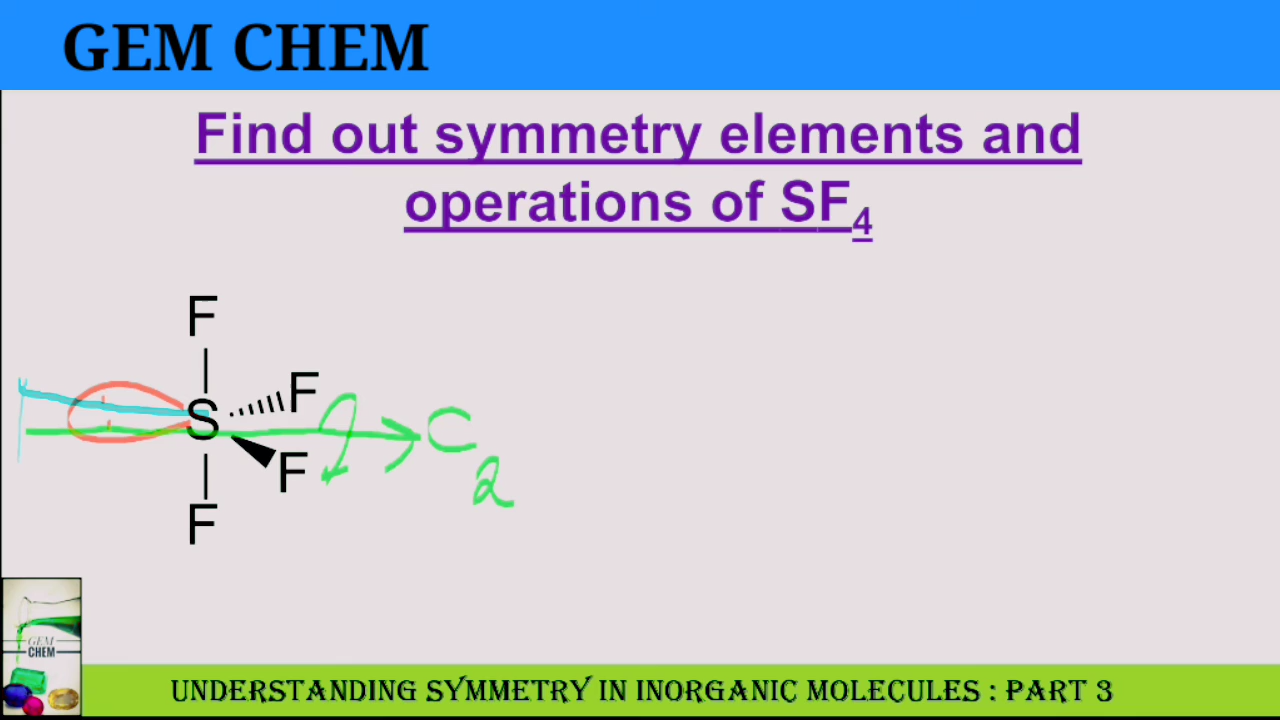 GEM CHEM
Find out symmetry elements and
operations of SF₄
F
F
S
F
F
C₂
GEM
CHEM
UNDERSTANDING SYMMETRY IN INORGANIC MOLECULES : PART 3